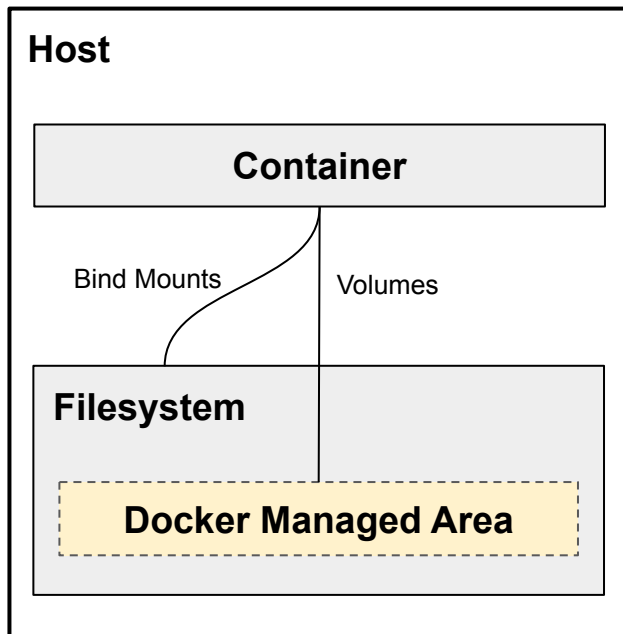 Host
Container
Bind Mounts
Volumes
Filesystem
Docker Managed Area